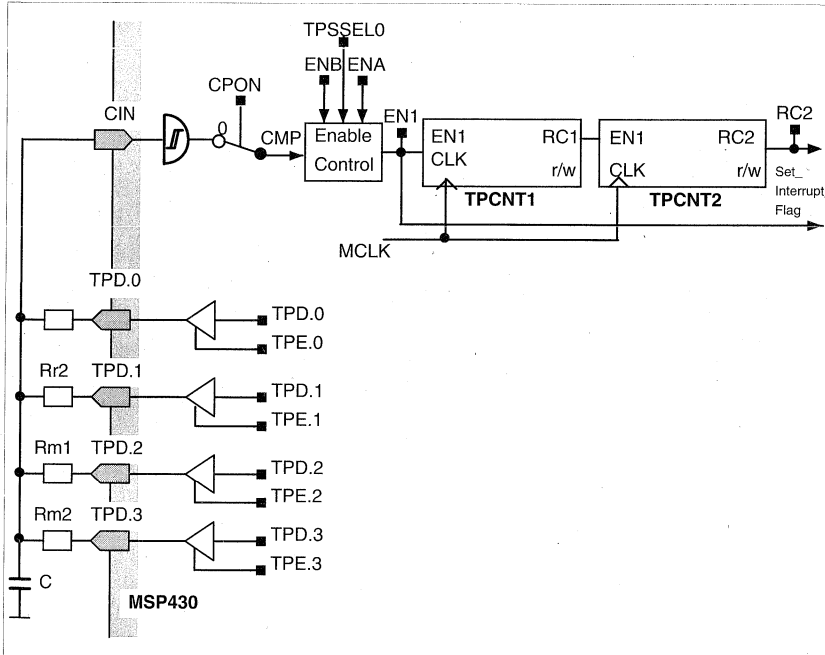 TPSSEL0
ENB ENA
CPON
CIN
0
CMP
Enable
Control
EN1
EN1
RC1
CLK
r/w
TPCNT1
EN1
RC2
CLK
r/w
TPCNT2
RC2
Set_
Interrupt
Flag
MCLK
TPD.0
TPD.0
TPE.0
Rr2
TPD.1
TPD.1
TPE.1
Rm1
TPD.2
TPD.2
TPE.2
Rm2
TPD.3
TPD.3
TPE.3
C
MSP430